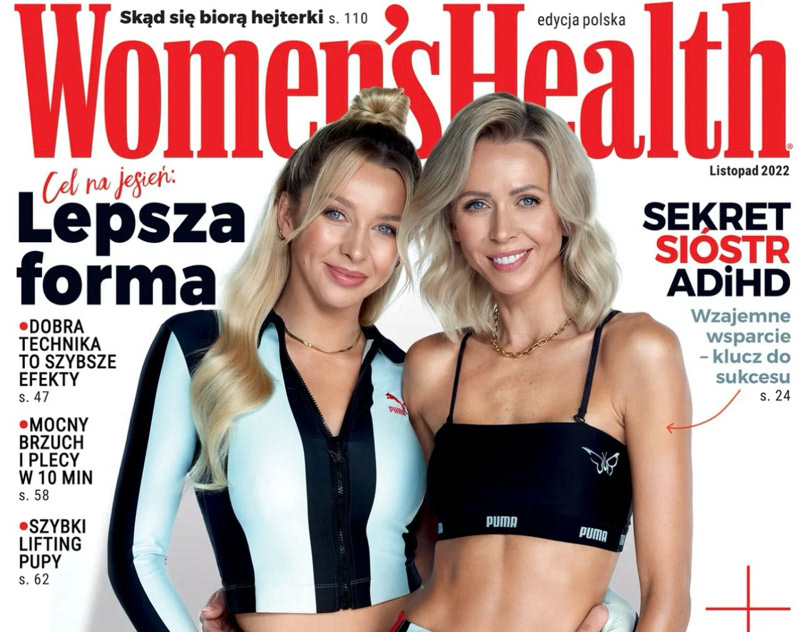 Skąd się biorą hejterki s. 110
edycja polska
Women'sHealth®
Listopad 2022
Cel na jesień:
Lepsza
forma
●DOBRA
TECHNIKA
TO SZYBSZE
EFEKTY
s. 47
●MOCNY
BRZUCH
I PLECY
W 10 MIN
s. 58
●SZYBKI
LIFTING
PUPY
s. 62
SEKRET
SIÓSTR
ADiHD
Wzajemne
wsparcie
– klucz do
sukcesu
s. 24
PUMA
PUMA
PUMA